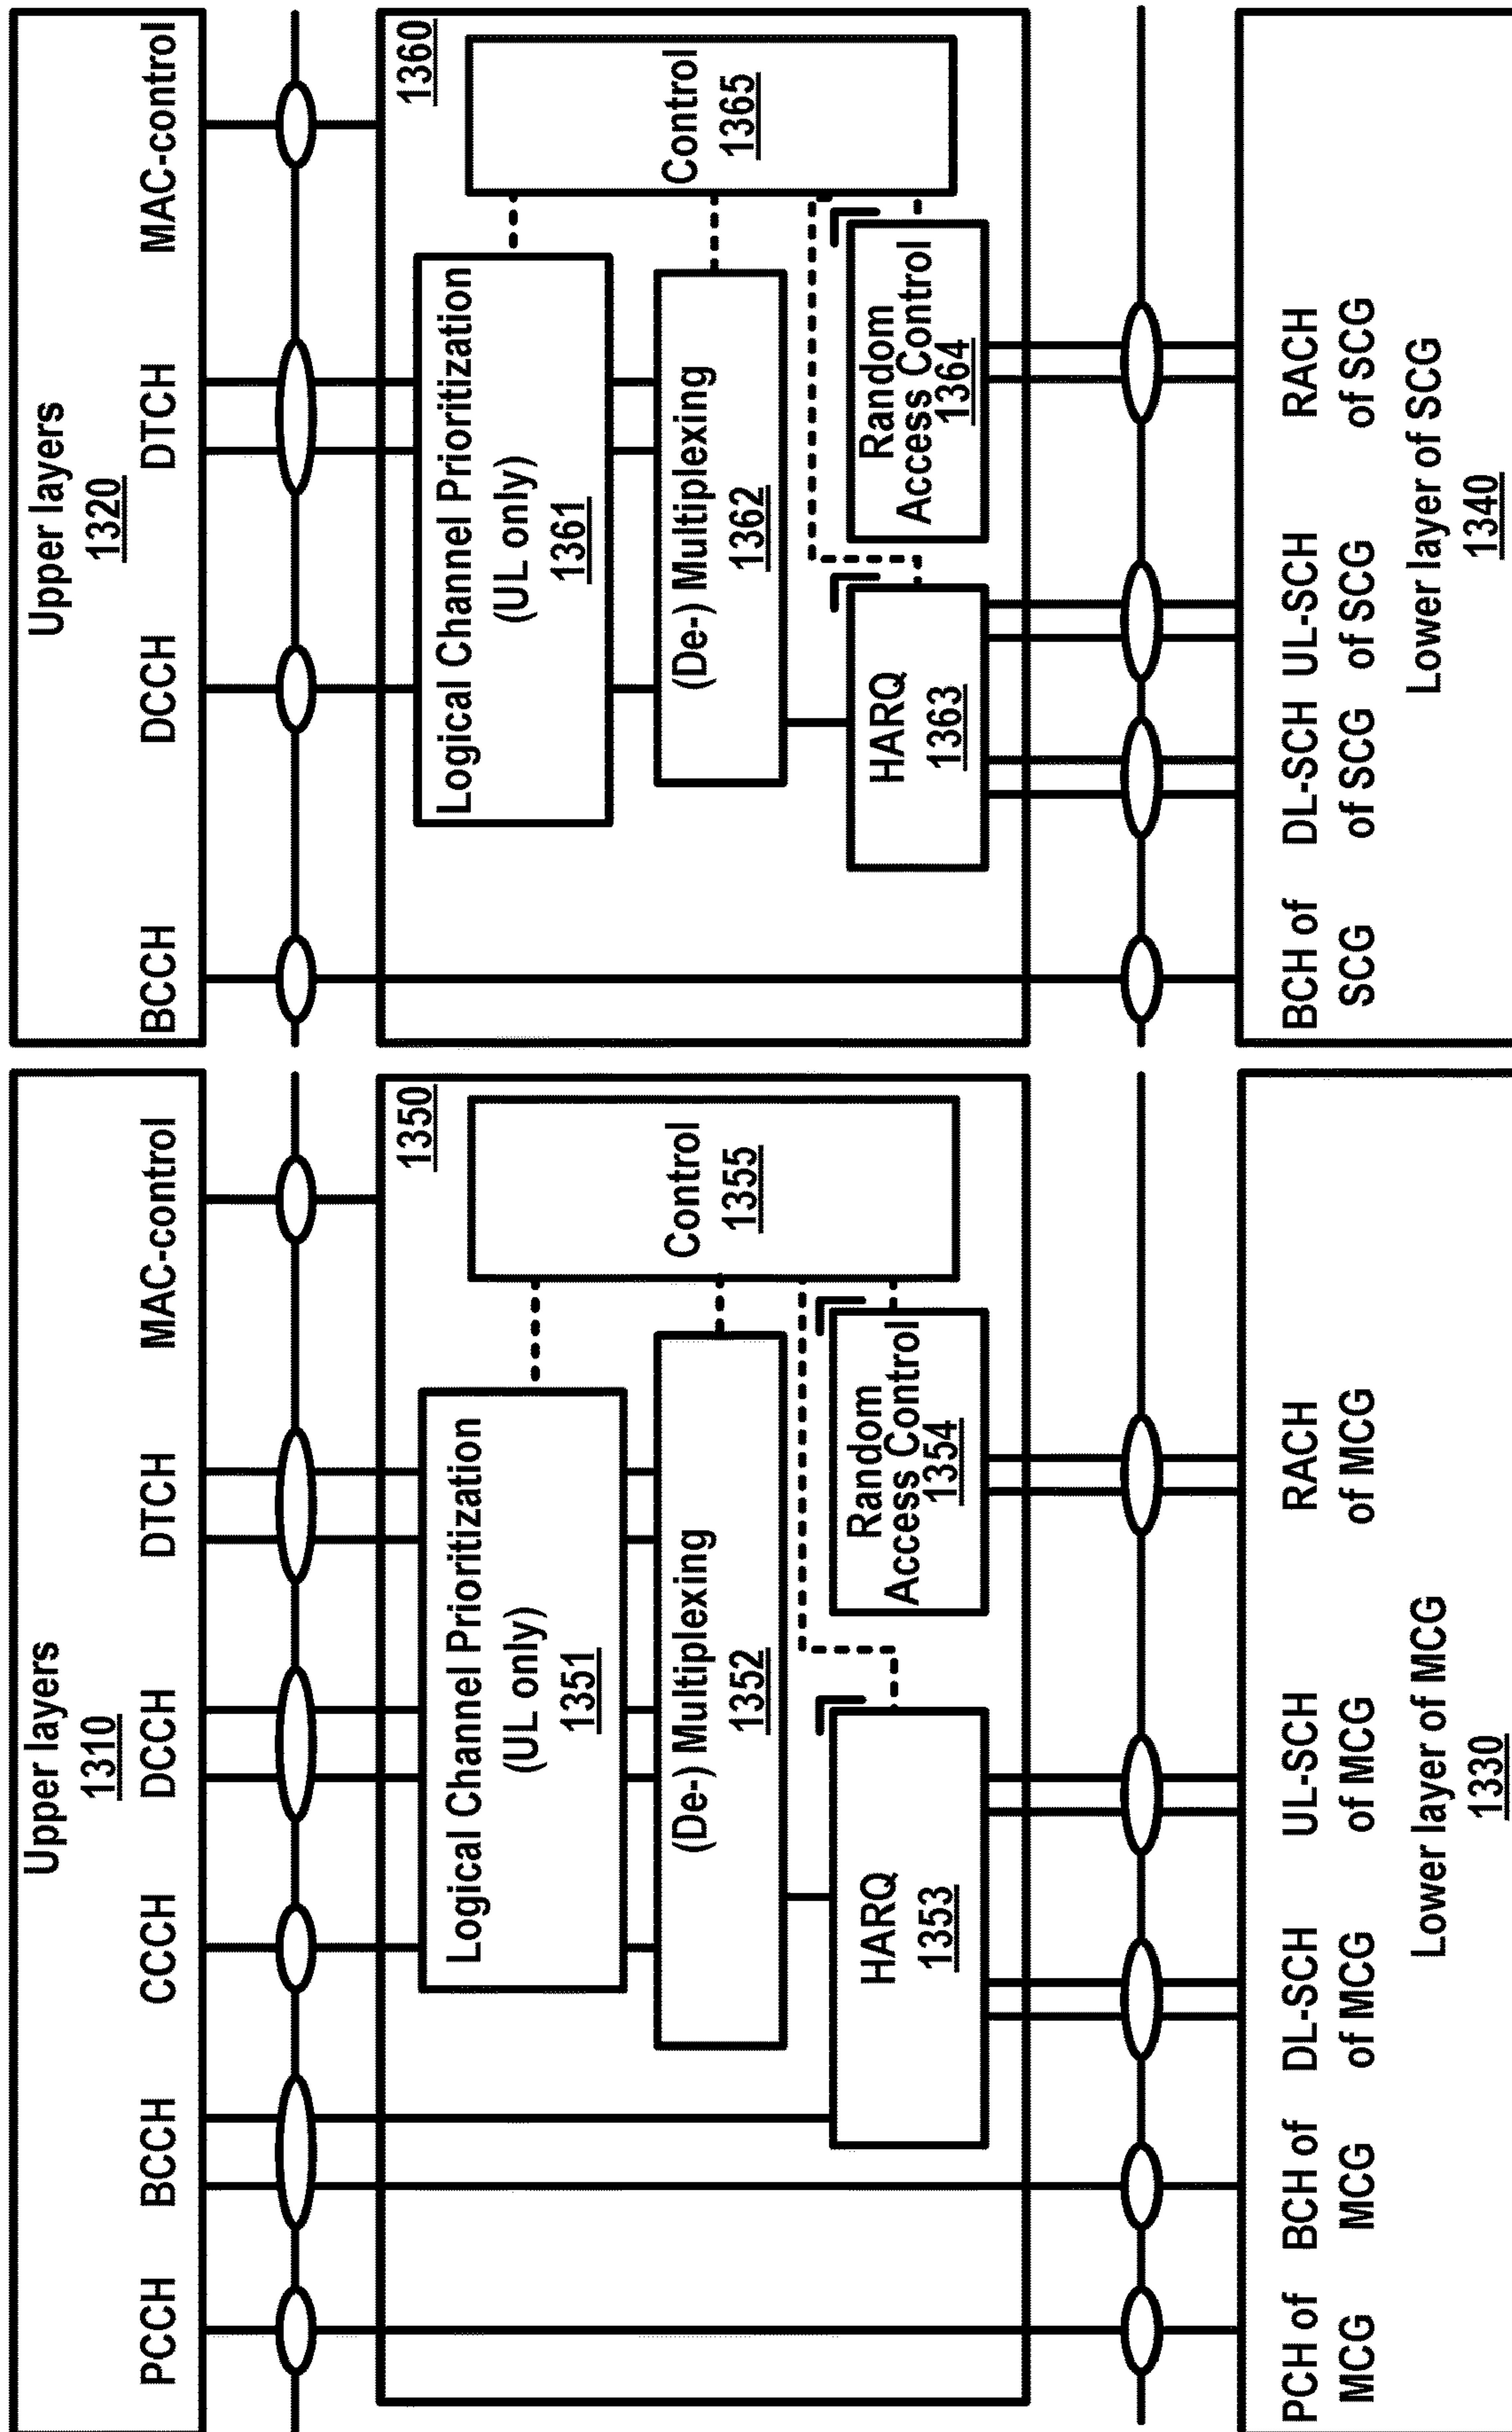 Upper layers
1310
PCCH
BCCH
CCCH
DCCH
DTCH
MAC-control
1350
Logical Channel Prioritization
(UL only)
1351
(De-) Multiplexing
1352
HARQ
1353
Random
Access Control
1354
Control
1355
PCH of
MCG
BCH of
MCG
DL-SCH
of MCG
UL-SCH
of MCG
RACH
of MCG
Lower layer of MCG
1330
Upper layers
1320
BCCH
DCCH
DTCH
MAC-control
1360
Logical Channel Prioritization
(UL only)
1361
(De-) Multiplexing
1362
HARQ
1363
Random
Access Control
1364
Control
1365
BCH of
SCG
DL-SCH
of SCG
UL-SCH
of SCG
RACH
of SCG
Lower layer of SCG
1340